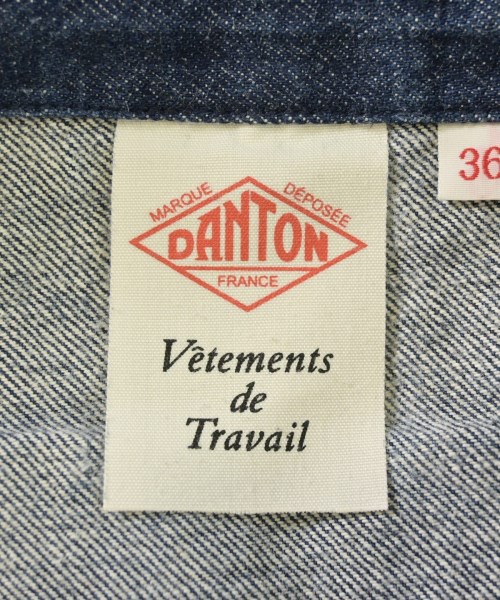 MARQUE DÉPOSÉE
DANTON
FRANCE
Vêtements
de
Travail
36